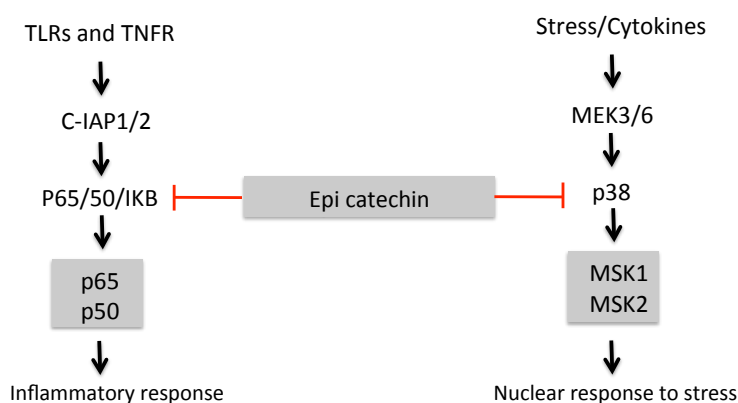 TLRs and TNFR
Stress/Cytokines
C-IAP1/2
MEK3/6
P65/50/IKB
Epi catechin
p38
p65
p50
MSK1
MSK2
Inflammatory response
Nuclear response to stress